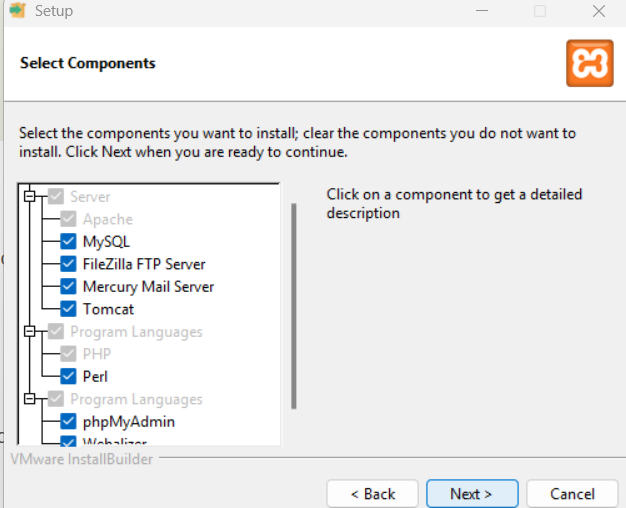 Setup
Select Components
Select the components you want to install; clear the components you do not want to
install. Click Next when you are ready to continue.
Server
Apache
MySQL
FileZilla FTP Server
Mercury Mail Server
Tomcat
Program Languages
PHP
Perl
Program Languages
phpMyAdmin
Webalizer
Click on a component to get a detailed
description
VMware InstallBuilder
< Back
Next >
Cancel